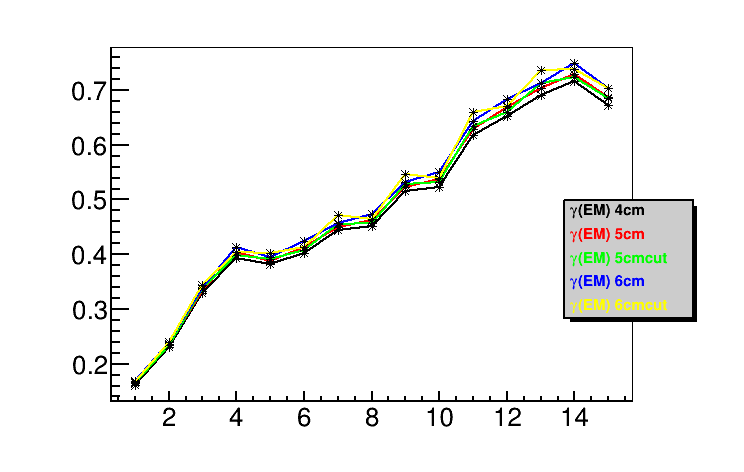 0.7
0.6
0.5
0.4
0.3
0.2
γ(EM) 4cm
γ(EM) 5cm
γ(EM) 5cmcut
γ(EM) 6cm
γ(EM) 6cmcut
2 4 6 8 10 12 14